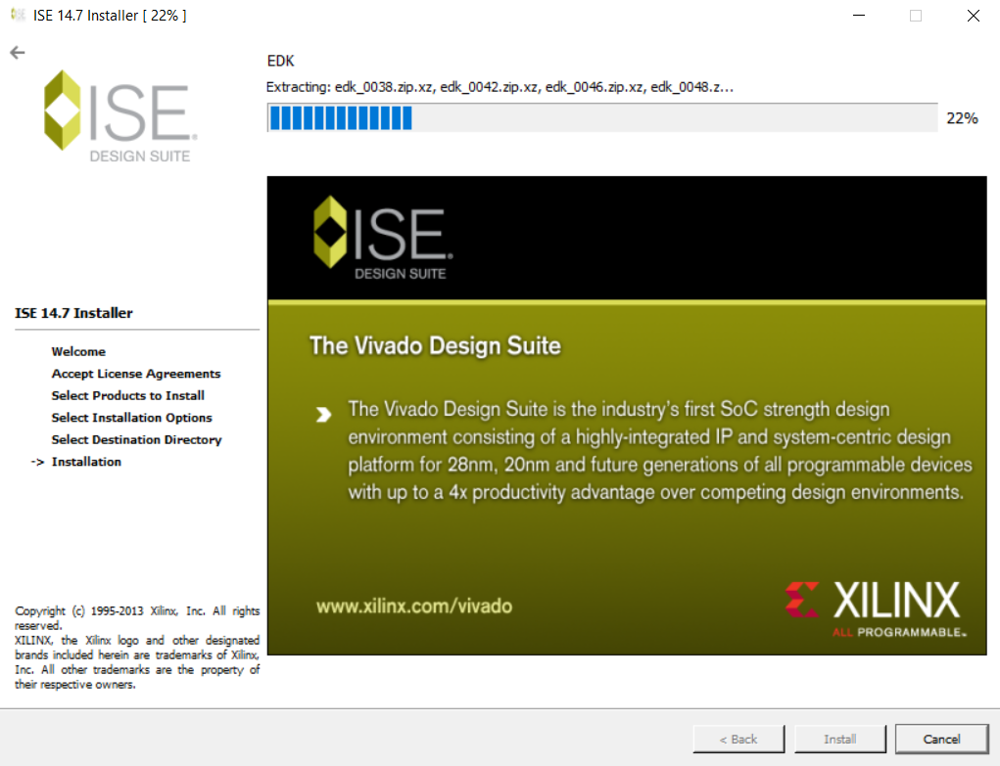 ISE 14.7 Installer [ 22% ]
ISE.
DESIGN SUITE
EDK
Extracting: edk_0038.zip.xz, edk_0042.zip.xz, edk_0046.zip.xz, edk_0048.z...
22%
ISE.
DESIGN SUITE
The Vivado Design Suite
The Vivado Design Suite is the industry's first SoC strength design
environment consisting of a highly-integrated IP and system-centric design
platform for 28nm, 20nm and future generations of all programmable devices
with up to a 4x productivity advantage over competing design environments.
www.xilinx.com/vivado
XILINX
ALL PROGRAMMABLE™
ISE 14.7 Installer
Welcome
Accept License Agreements
Select Products to Install
Select Installation Options
Select Destination Directory
-> Installation
Copyright (c) 1995-2013 Xilinx, Inc. All rights
reserved.
XILINX, the Xilinx logo and other designated
brands included herein are trademarks of Xilinx,
Inc. All other trademarks are the property of
their respective owners.
< Back
Install
Cancel